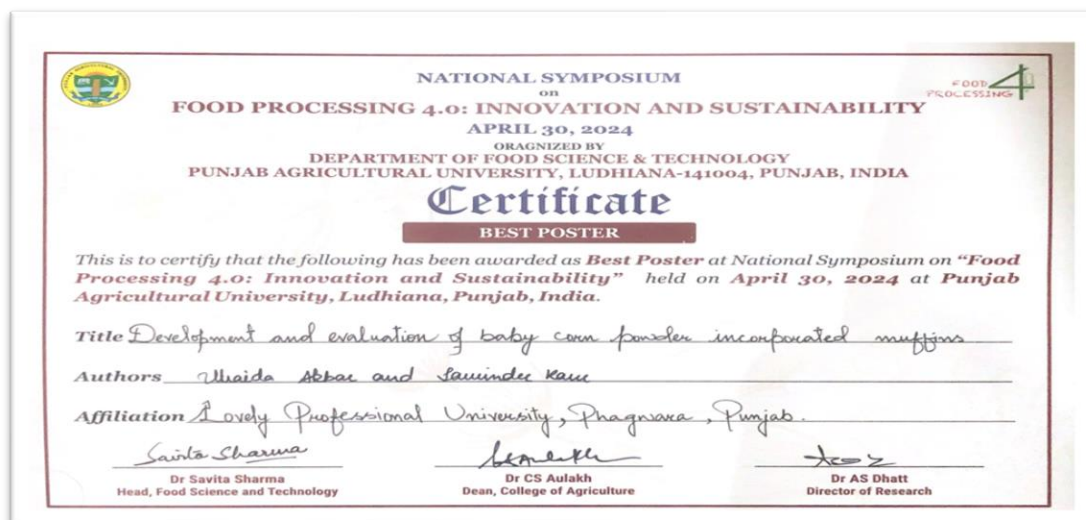 NATIONAL SYMPOSIUM
on
FOOD PROCESSING 4.0: INNOVATION AND SUSTAINABILITY
APRIL 30, 2024
ORAGNIZED BY
DEPARTMENT OF FOOD SCIENCE & TECHNOLOGY
PUNJAB AGRICULTURAL UNIVERSITY, LUDHIANA-141004, PUNJAB, INDIA
FOOD 4
PROCESSING
Certificate
BEST POSTER
This is to certify that the following has been awarded as Best Poster at National Symposium on “Food
Processing 4.0: Innovation and Sustainability” held on April 30, 2024 at Punjab
Agricultural University, Ludhiana, Punjab, India.
Title Development and evaluation of baby corn powder incorporated muffins
Authors Akbar and Kaur
Affiliation Lovely Professional University, Phagwara, Punjab.
Savita Sharma
Dr Savita Sharma
Head, Food Science and Technology
Dr CS Aulakh
Dean, College of Agriculture
Dr AS Dhatt
Director of Research